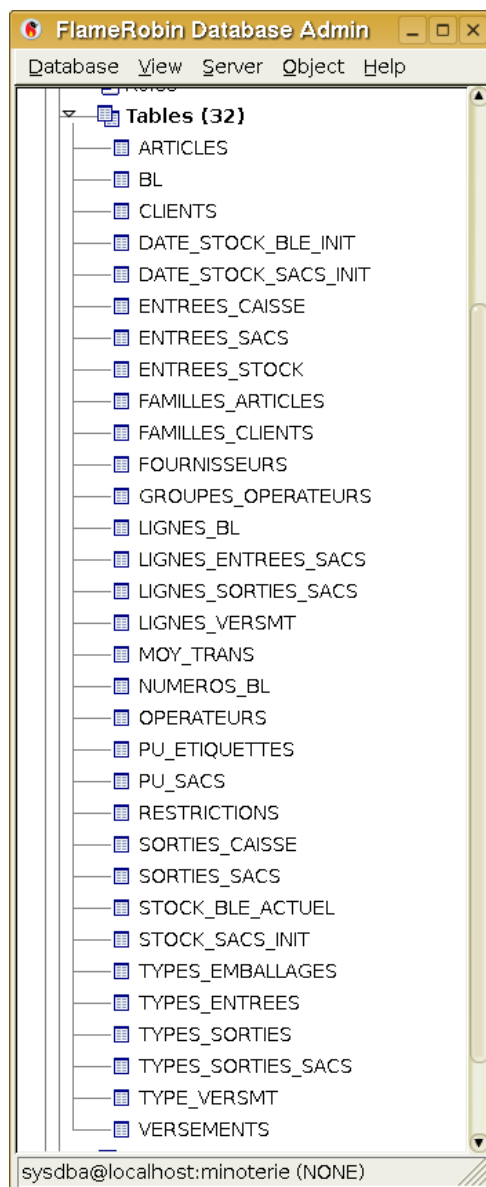 FlameRobin Database Admin
Database View Server Object Help
Roles
Tables (32)
ARTICLES
BL
CLIENTS
DATE_STOCK_BLE_INIT
DATE_STOCK_SACS_INIT
ENTREES_CAISSE
ENTREES_SACS
ENTREES_STOCK
FAMILLES_ARTICLES
FAMILLES_CLIENTS
FOURNISSEURS
GROUPES_OPERATEURS
LIGNES_BL
LIGNES_ENTREES_SACS
LIGNES_SORTIES_SACS
LIGNES_VERSMT
MOY_TRANS
NUMEROS_BL
OPERATEURS
PU_ETIQUETTES
PU_SACS
RESTRICTIONS
SORTIES_CAISSE
SORTIES_SACS
STOCK_BLE_ACTUEL
STOCK_SACS_INIT
TYPES_EMBALLAGES
TYPES_ENTREES
TYPES_SORTIES
TYPES_SORTIES_SACS
TYPE_VERSMT
VERSEMENTS
sysdba@localhost:minoterie (NONE)